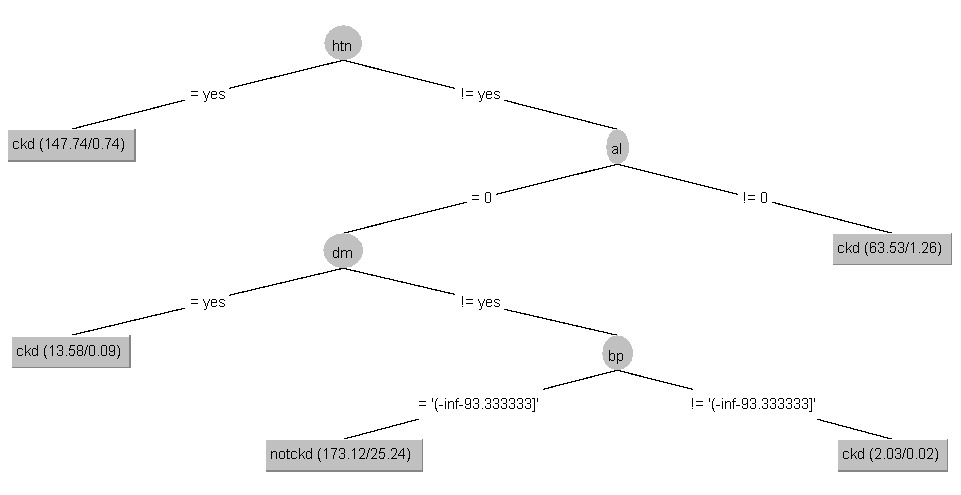 htn
= yes
!= yes
ckd (147.74/0.74)
al
= 0
!= 0
dm
ckd (63.53/1.26)
= yes
!= yes
ckd (13.58/0.09)
bp
= '(-inf-93.333333]'
!= '(-inf-93.333333]'
notckd (173.12/25.24)
ckd (2.03/0.02)